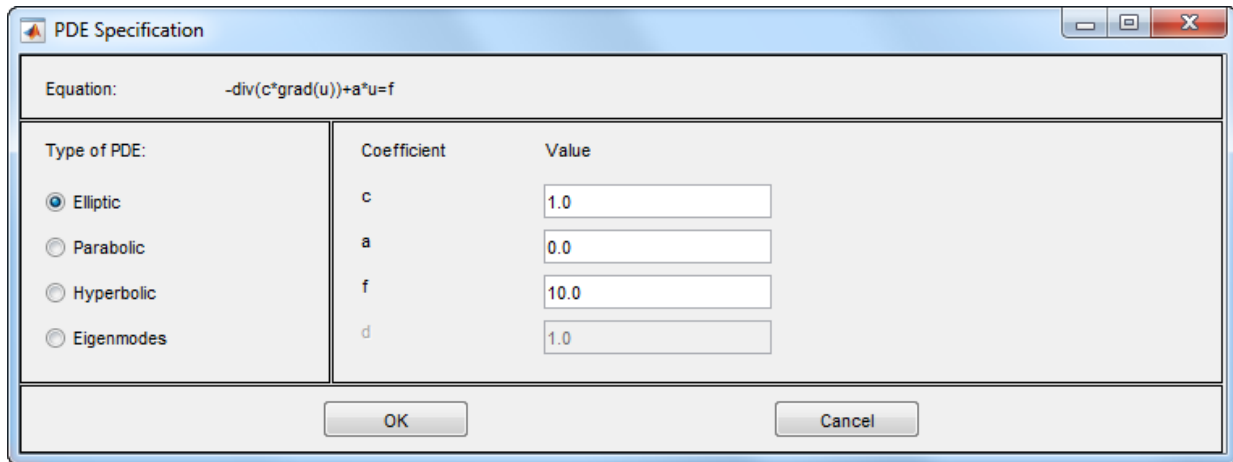 PDE Specification
Equation: -div(c*grad(u))+a*u=f
Type of PDE:
Elliptic
Parabolic
Hyperbolic
Eigenmodes
Coefficient Value
c 1.0
a 0.0
f 10.0
d 1.0
OK Cancel